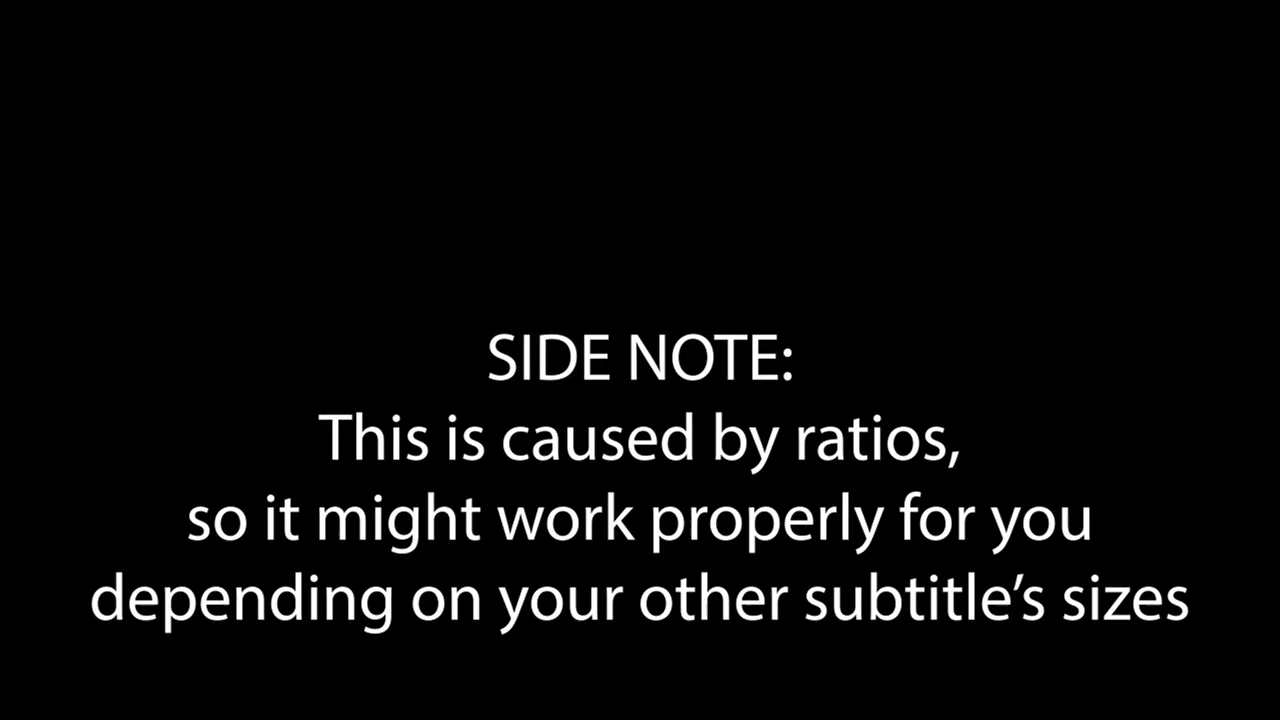 SIDE NOTE:
This is caused by ratios,
so it might work properly for you
depending on your other subtitle’s sizes